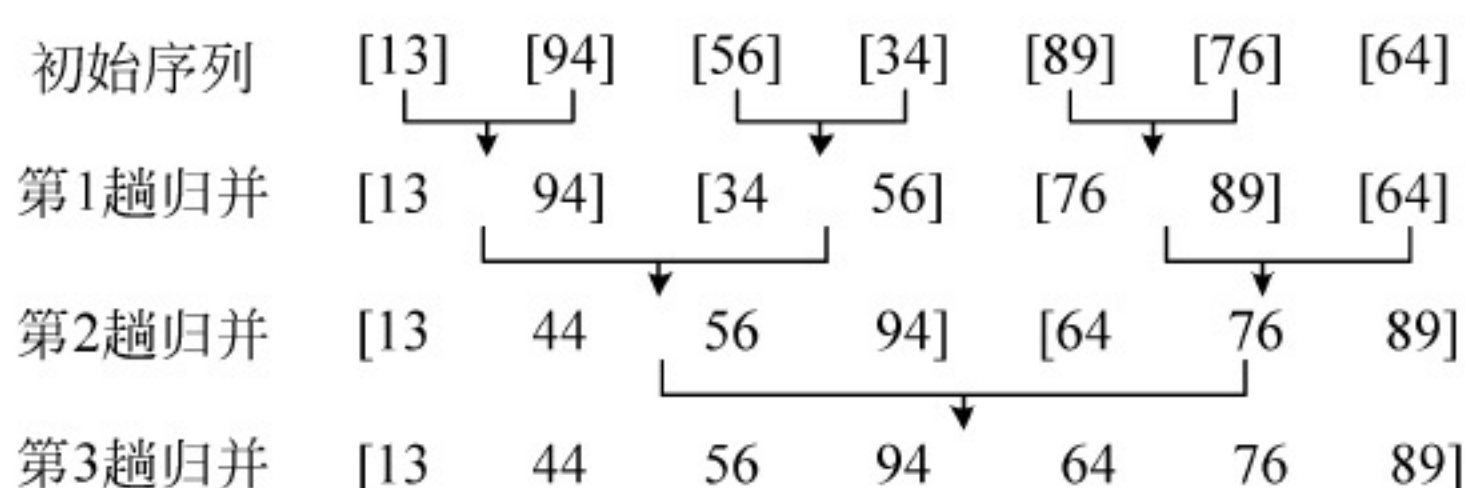 初始序列 [13] [94] [56] [34] [89] [76] [64]
第1趟归并 [13 94] [34 56] [76 89] [64]
第2趟归并 [13 44 56 94] [64 76 89]
第3趟归并 [13 44 56 94 64 76 89]